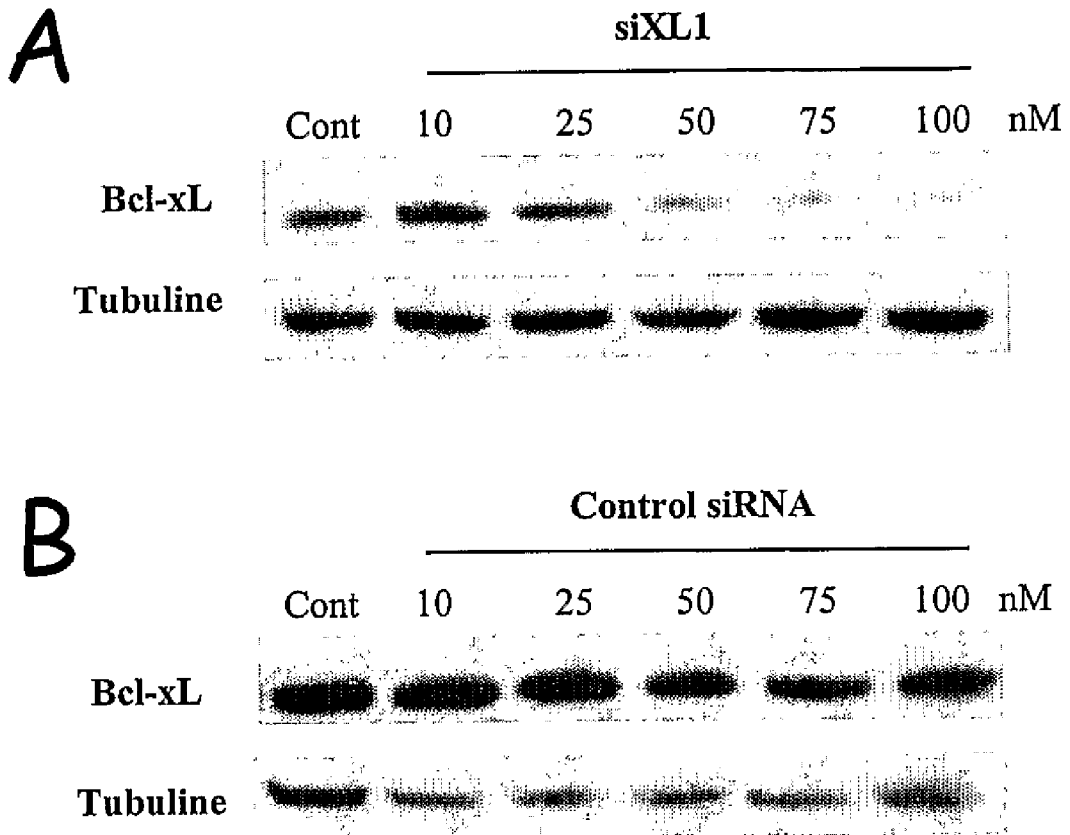 A
siXL1
Cont 10 25 50 75 100 nM
Bcl-xL
Tubuline
B
Control siRNA
Cont 10 25 50 75 100 nM
Bcl-xL
Tubuline